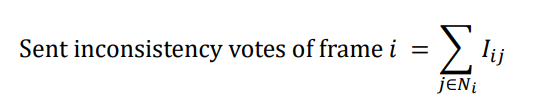 Sent inconsistency votes of frame i = ∑_{j∈N_i} I_{ij}